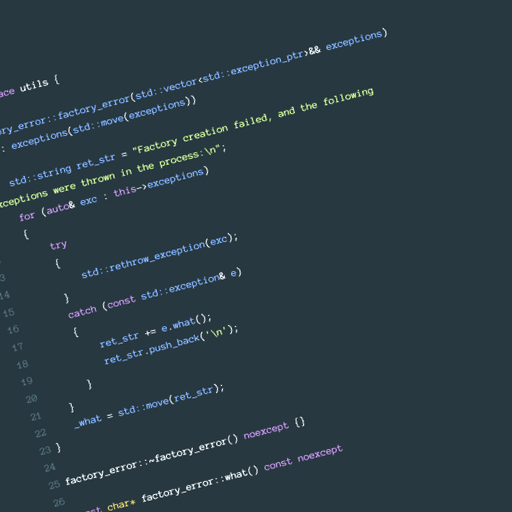 ace utils {
ry_error::factory_error(std::vector<std::exception_ptr>&& exceptions)
: exceptions(std::move(exceptions))
std::string ret_str = "Factory creation failed, and the following
xceptions were thrown in the process:\n";
for (auto& exc : this->exceptions)
{
try
{
3 std::rethrow_exception(exc);
14 }
15 catch (const std::exception& e)
16 {
17 ret_str += e.what();
18 ret_str.push_back('\n');
19 }
20 }
21 _what = std::move(ret_str);
22
23 }
24
25 factory_error::~factory_error() noexcept {}
26
st char* factory_error::what() const noexcept